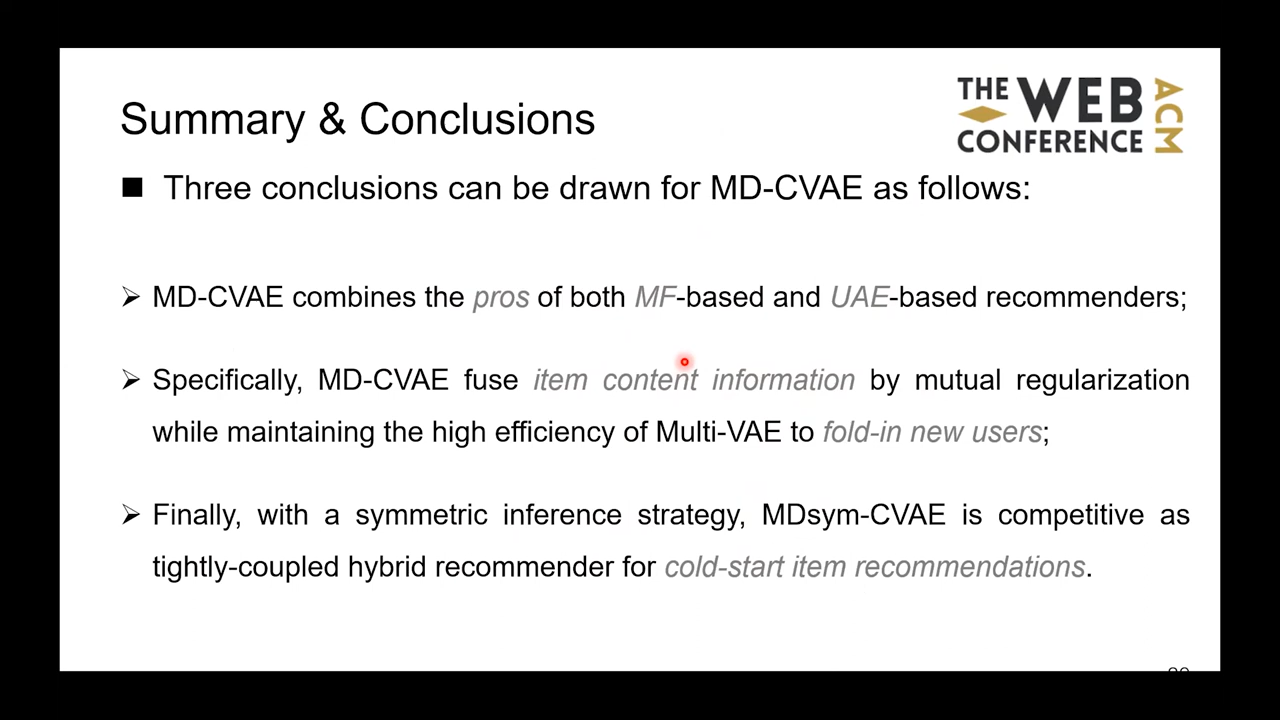 THE WEB CONFERENCE ACM
Summary & Conclusions
■ Three conclusions can be drawn for MD-CVAE as follows:
➢ MD-CVAE combines the pros of both MF-based and UAE-based recommenders;
➢ Specifically, MD-CVAE fuse item content information by mutual regularization
while maintaining the high efficiency of Multi-VAE to fold-in new users;
➢ Finally, with a symmetric inference strategy, MDsym-CVAE is competitive as
tightly-coupled hybrid recommender for cold-start item recommendations.